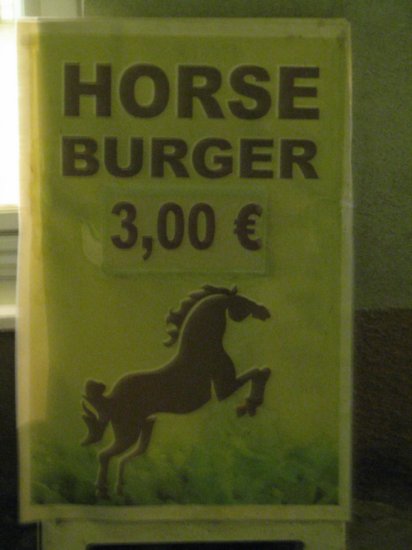 HORSE
BURGER
3,00 €